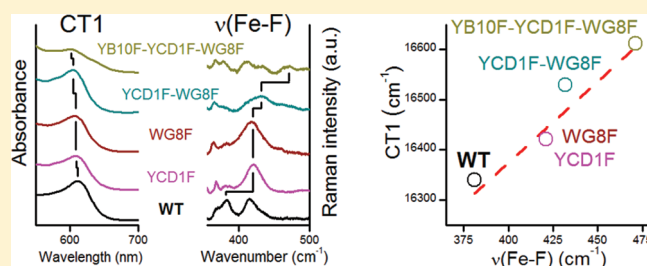 CT1
ν(Fe-F)
YB10F-YCD1F-WG8F
YCD1F-WG8F
WG8F
YCD1F
WT
Absorbance
Raman intensity (a.u.)
600 700
Wavelength (nm)
400 500
Wavenumber (cm⁻¹)
YB10F-YCD1F-WG8F
YCD1F-WG8F
WG8F
YCD1F
WT
CT1 (cm⁻¹)
16600
16500
16400
16300
375 400 425 450 475
ν(Fe-F) (cm⁻¹)